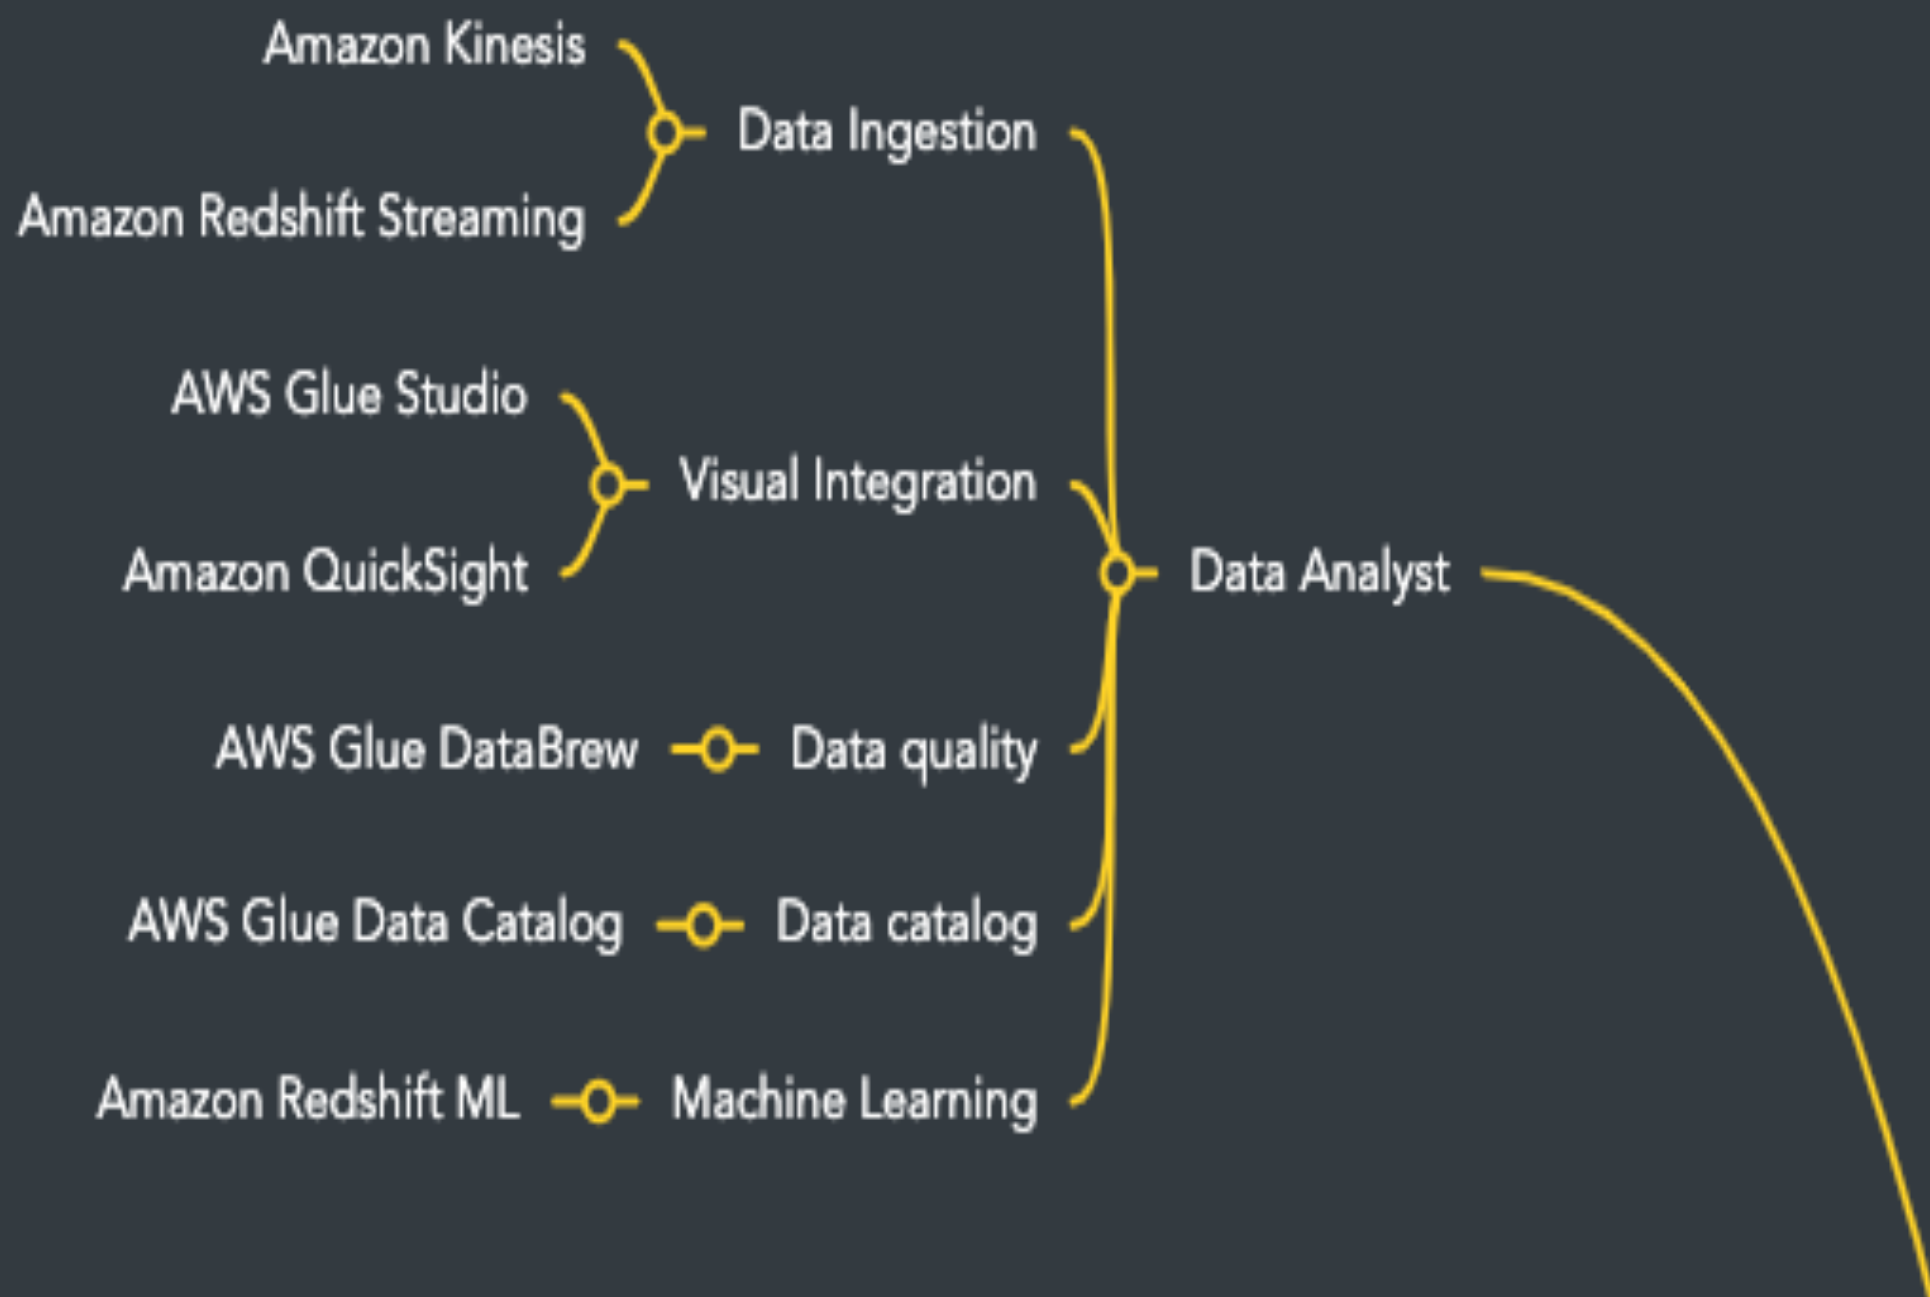 Amazon Kinesis
Data Ingestion
Amazon Redshift Streaming
AWS Glue Studio
Visual Integration
Amazon QuickSight
Data Analyst
AWS Glue DataBrew
Data quality
AWS Glue Data Catalog
Data catalog
Amazon Redshift ML
Machine Learning